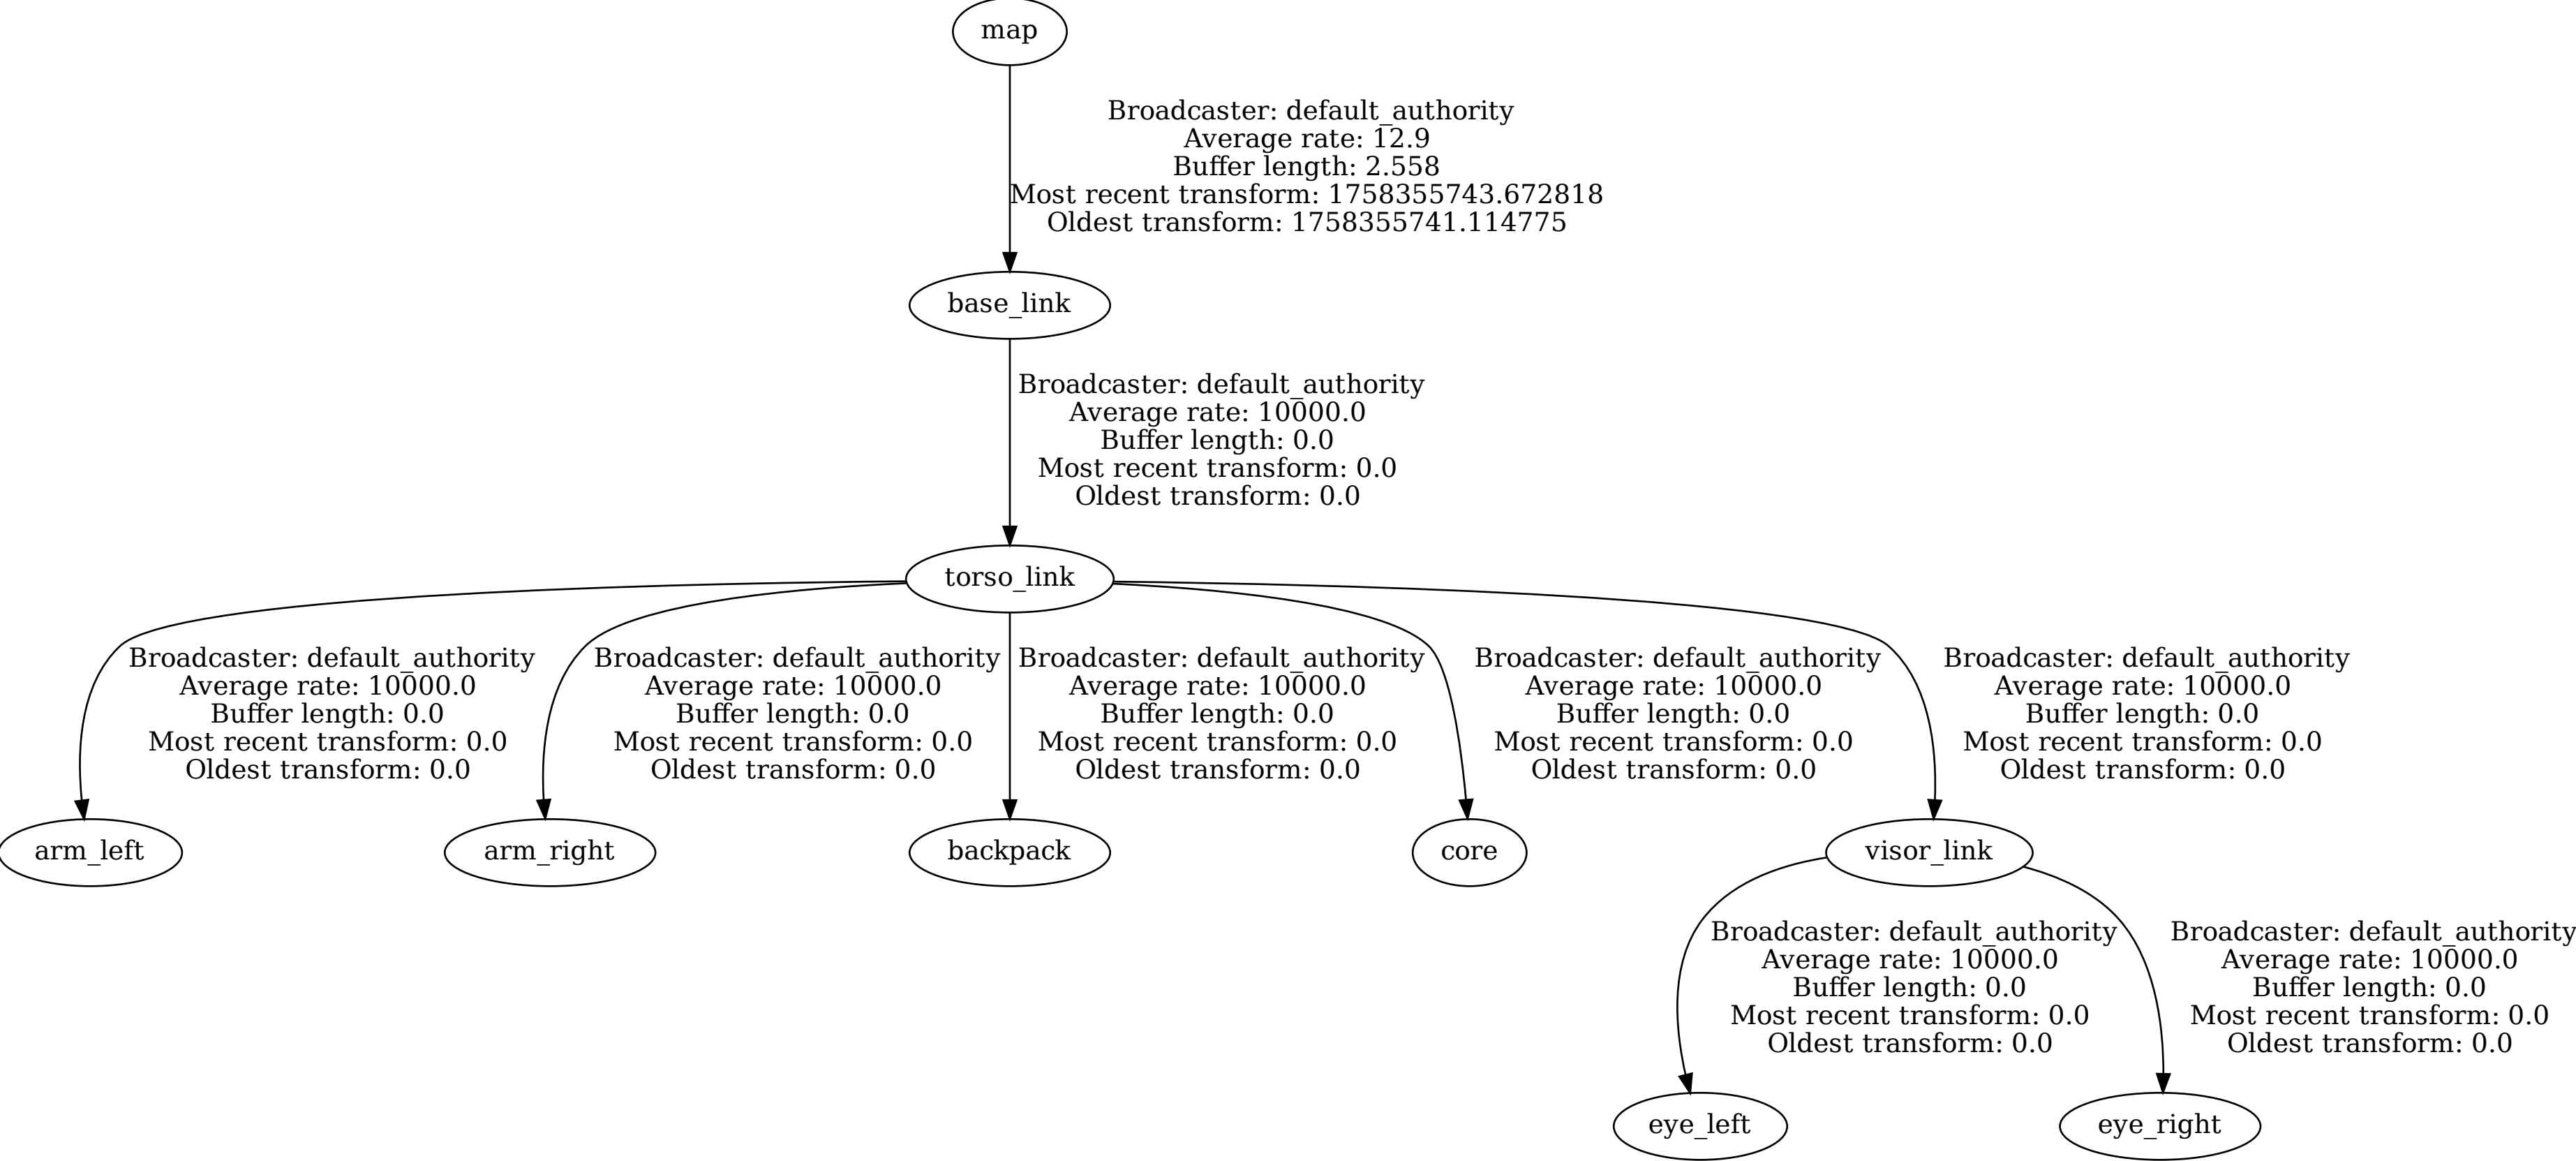 map
Broadcaster: default_authority
Average rate: 12.9
Buffer length: 2.558
Most recent transform: 1758355743.672818
Oldest transform: 1758355741.114775
base_link
Broadcaster: default_authority
Average rate: 10000.0
Buffer length: 0.0
Most recent transform: 0.0
Oldest transform: 0.0
torso_link
Broadcaster: default_authority
Average rate: 10000.0
Buffer length: 0.0
Most recent transform: 0.0
Oldest transform: 0.0
Broadcaster: default_authority
Average rate: 10000.0
Buffer length: 0.0
Most recent transform: 0.0
Oldest transform: 0.0
Broadcaster: default_authority
Average rate: 10000.0
Buffer length: 0.0
Most recent transform: 0.0
Oldest transform: 0.0
Broadcaster: default_authority
Average rate: 10000.0
Buffer length: 0.0
Most recent transform: 0.0
Oldest transform: 0.0
Broadcaster: default_authority
Average rate: 10000.0
Buffer length: 0.0
Most recent transform: 0.0
Oldest transform: 0.0
arm_left
arm_right
backpack
core
visor_link
Broadcaster: default_authority
Average rate: 10000.0
Buffer length: 0.0
Most recent transform: 0.0
Oldest transform: 0.0
Broadcaster: default_authority
Average rate: 10000.0
Buffer length: 0.0
Most recent transform: 0.0
Oldest transform: 0.0
eye_left
eye_right